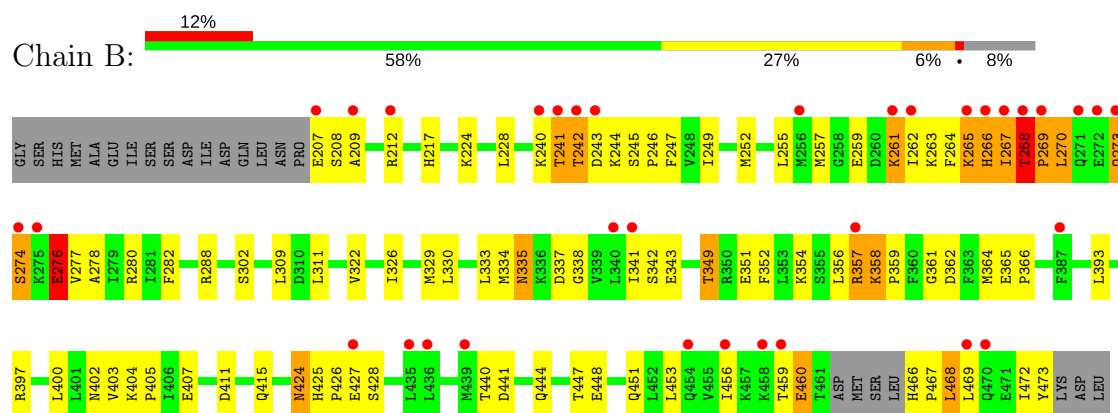 12%
Chain B:
58% 27% 6% • 8%
GLY SER HIS MET ALA GLU ILE SER SER ASP ILE ASP GLN LEU ASN PRO E207 S208 A209 R212 H217 K224 L228 K240 T241 T242 D243 K244 S245 P246 F247 V248 I249 M252 L255 M256 M257 G258 E259 D260 K261 I262 K263 F264 K265 H266 I267 T268 P269 L270 Q271 E272
S274 K275 E276 V277 A278 I279 R280 I281 F282 R288 S302 L309 D310 L311 V322 I326 M329 L330 L333 M334 N335 K336 D337 G338 V339 L340 I341 S342 E343 T349 R350 E351 F352 L353 K354 S355 L356 R357 K358 P359 F360 G361 D362 F363 M364 E365 P366 F387 L393
R397 L400 L401 N402 V403 K404 P405 I406 E407 D411 Q415 N424 H425 P426 E427 S428 L435 L436 M439 T440 D441 Q444 T447 E448 Q451 L452 L453 Q454 V455 I456 K457 K458 T459 E460 T461 ASP MET SER LEU H466 P467 L468 L469 Q470 E471 I472 Y473 LYS ASP LEU